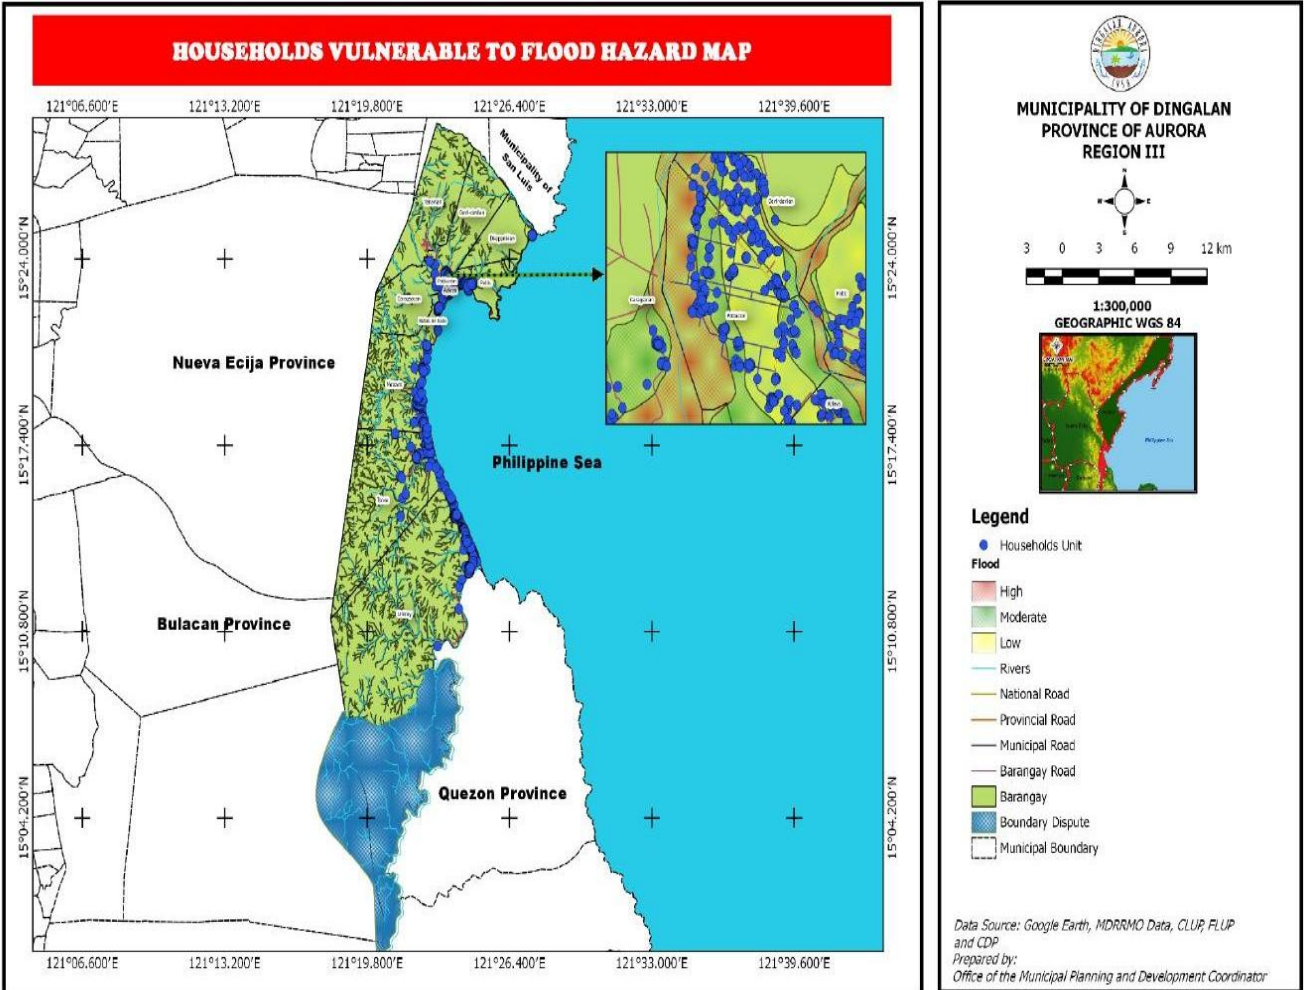 HOUSEHOLDS VULNERABLE TO FLOOD HAZARD MAP
121°06.600'E 121°13.200'E 121°19.800'E 121°26.400'E 121°33.000'E 121°39.600'E
15°24.000'N
15°17.400'N
15°10.800'N
15°04.200'N
15°24.000'N
15°17.400'N
15°10.800'N
15°04.200'N
Municipality of
San Luis
Nueva Ecija Province
Philippine Sea
Bulacan Province
Quezon Province
121°06.600'E 121°13.200'E 121°19.800'E 121°26.400'E 121°33.000'E 121°39.600'E
DINGALAN AURORA
1958
MUNICIPALITY OF DINGALAN
PROVINCE OF AURORA
REGION III
N
W E
S
3 0 3 6 9 12 km
1:300,000
GEOGRAPHIC WGS 84
Philippine Sea
Legend
Households Unit
Flood
High
Moderate
Low
Rivers
National Road
Provincial Road
Municipal Road
Barangay Road
Barangay
Boundary Dispute
Municipal Boundary
Data Source: Google Earth, MDRRMO Data, CLUP, FLUP
and CDP
Prepared by:
Office of the Municipal Planning and Development Coordinator